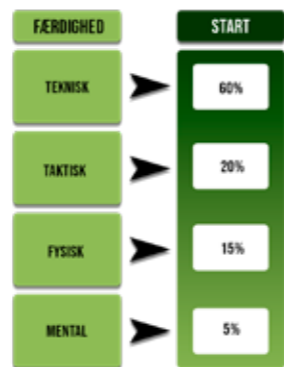 FÆRDIGHED START
TEKNISK 60%
TAKTISK 20%
FYSISK 15%
MENTAL 5%